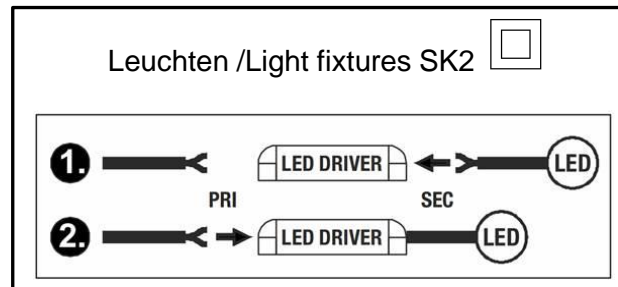 Leuchten /Light fixtures SK2
1. LED DRIVER LED
PRI SEC
2. LED DRIVER LED